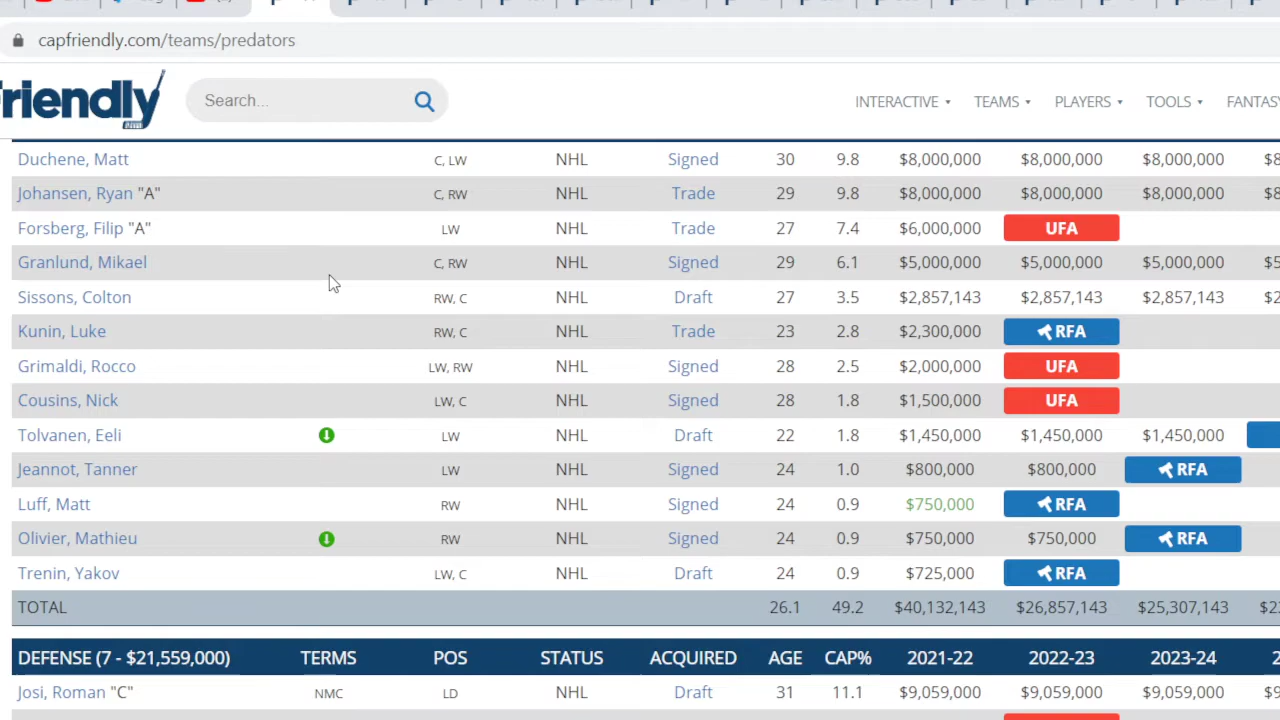 capfriendly.com/teams/predators
friendly Search... INTERACTIVE TEAMS PLAYERS TOOLS FANTASY
Duchene, Matt C, LW NHL Signed 30 9.8 $8,000,000 $8,000,000 $8,000,000 $8
Johansen, Ryan "A" C, RW NHL Trade 29 9.8 $8,000,000 $8,000,000 $8,000,000 $8
Forsberg, Filip "A" LW NHL Trade 27 7.4 $6,000,000 UFA
Granlund, Mikael C, RW NHL Signed 29 6.1 $5,000,000 $5,000,000 $5,000,000 $5
Sissons, Colton RW, C NHL Draft 27 3.5 $2,857,143 $2,857,143 $2,857,143 $2
Kunin, Luke RW, C NHL Trade 23 2.8 $2,300,000 RFA
Grimaldi, Rocco LW, RW NHL Signed 28 2.5 $2,000,000 UFA
Cousins, Nick LW, C NHL Signed 28 1.8 $1,500,000 UFA
Tolvanen, Eeli LW NHL Draft 22 1.8 $1,450,000 $1,450,000 $1,450,000
Jeannot, Tanner LW NHL Signed 24 1.0 $800,000 $800,000 RFA
Luff, Matt RW NHL Signed 24 0.9 $750,000 RFA
Olivier, Mathieu RW NHL Signed 24 0.9 $750,000 $750,000 RFA
Trenin, Yakov LW, C NHL Draft 24 0.9 $725,000 RFA
TOTAL 26.1 49.2 $40,132,143 $26,857,143 $25,307,143 $2
DEFENSE (7 - $21,559,000) TERMS POS STATUS ACQUIRED AGE CAP% 2021-22 2022-23 2023-24 2
Josi, Roman "C" NMC LD NHL Draft 31 11.1 $9,059,000 $9,059,000 $9,059,000 $9